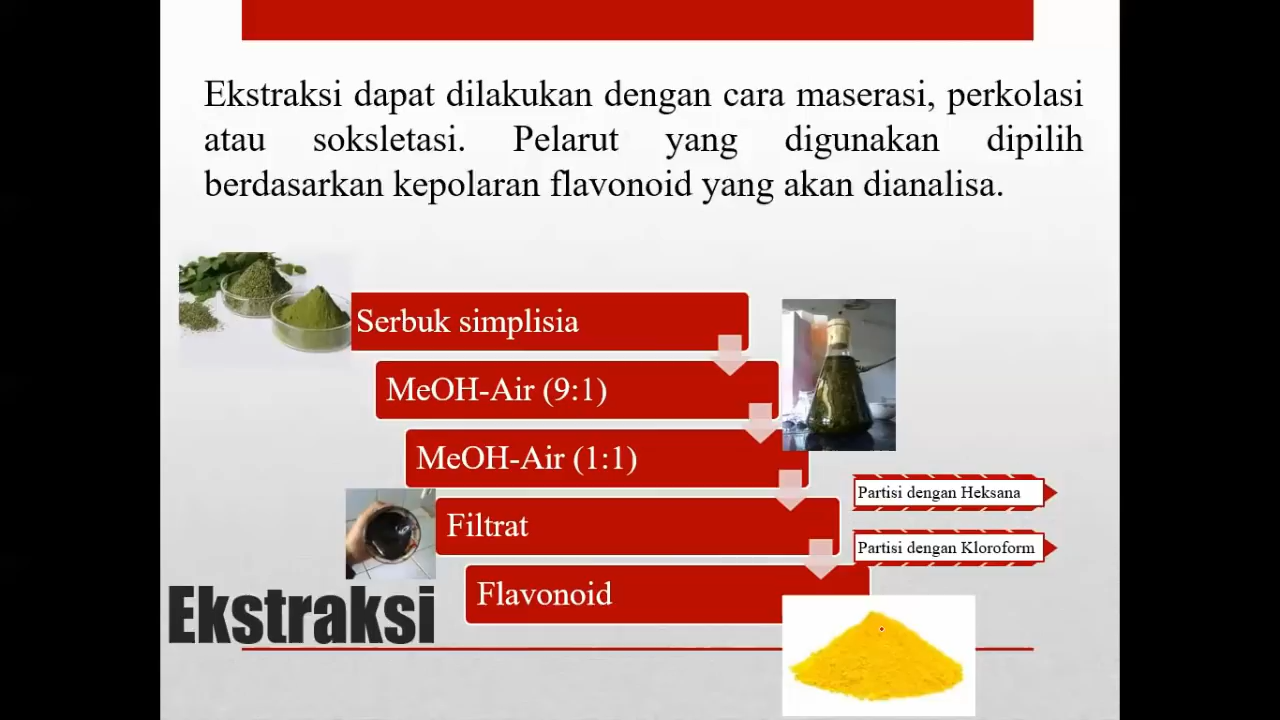 Ekstraksi dapat dilakukan dengan cara maserasi, perkolasi
atau soksletasi. Pelarut yang digunakan dipilih
berdasarkan kepolaran flavonoid yang akan dianalisa.
Serbuk simplisia
MeOH-Air (9:1)
MeOH-Air (1:1)
Partisi dengan Heksana
Filtrat
Partisi dengan Kloroform
Flavonoid
Ekstraksi